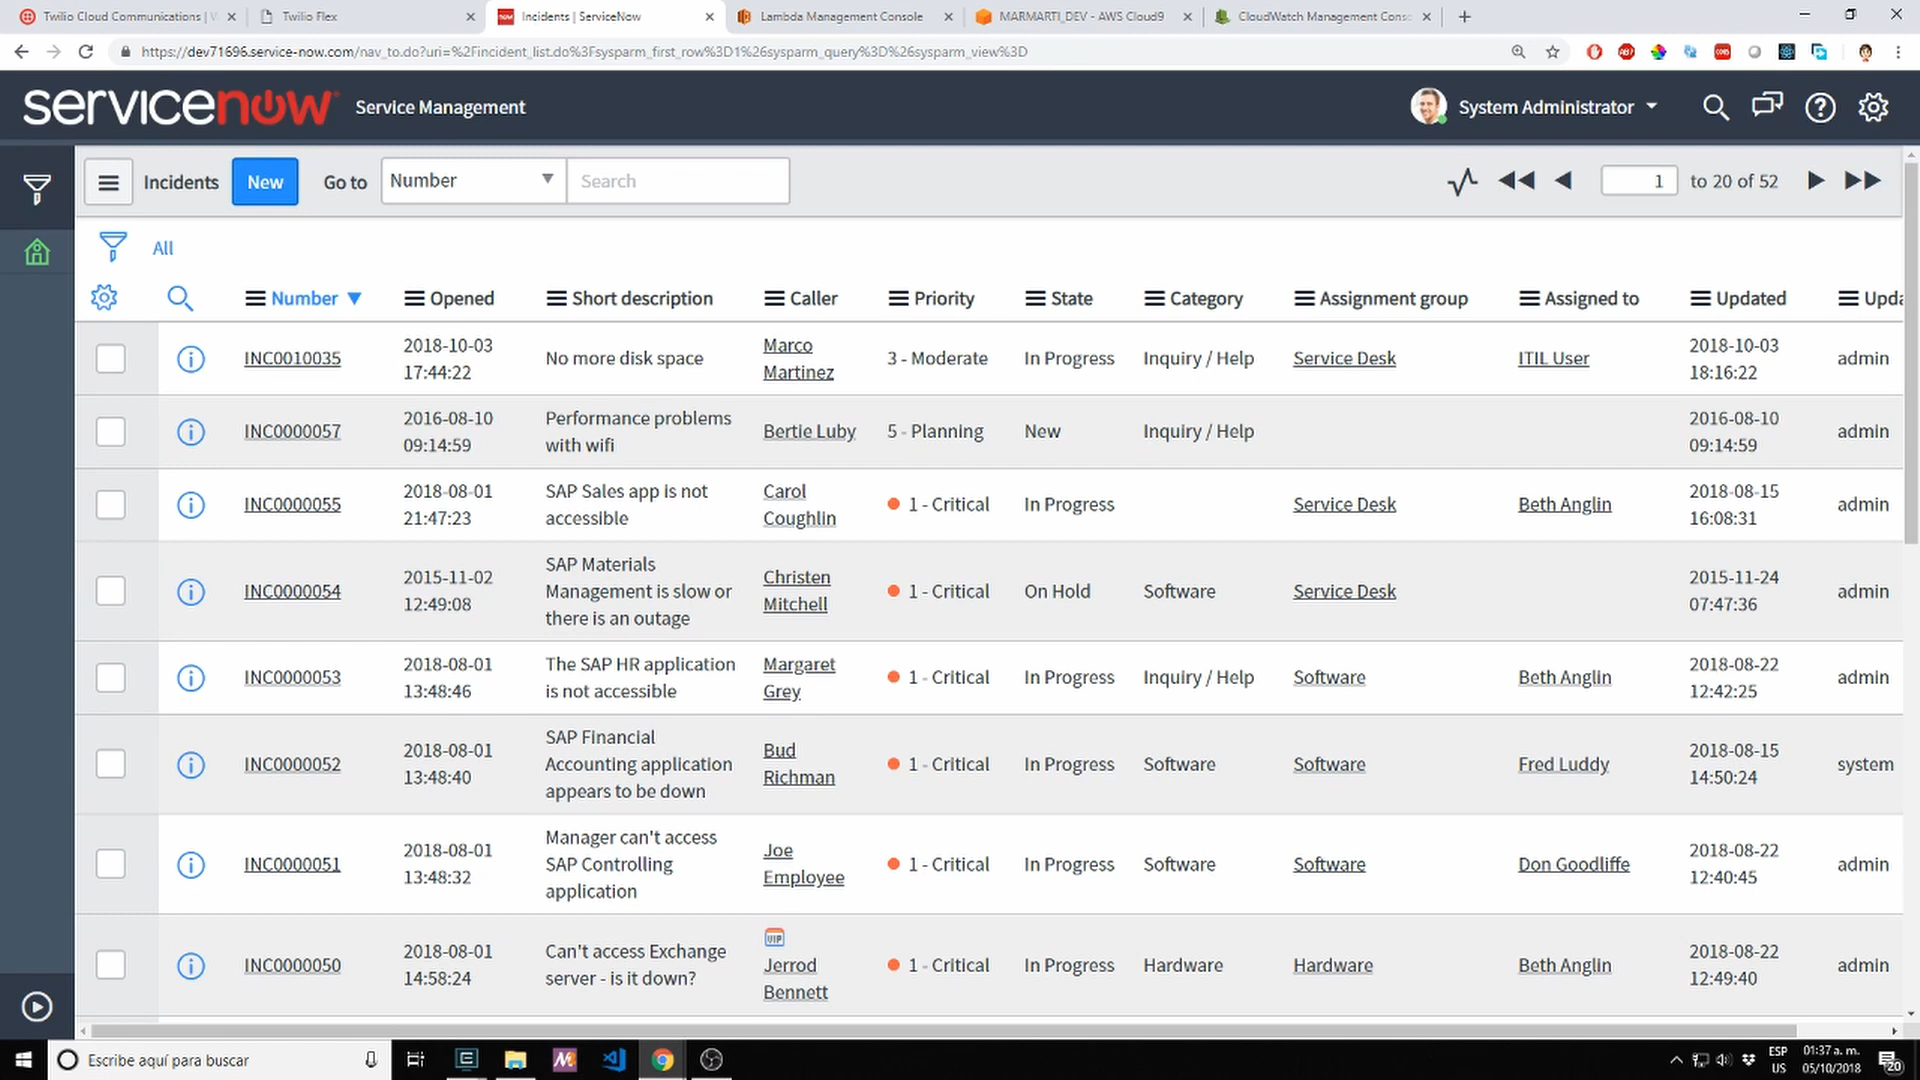 Twilio Cloud Communications | V
Twilio Flex
Incidents | ServiceNow
Lambda Management Console
MARMARTI_DEV - AWS Cloud9
CloudWatch Management Conso
https://dev71696.service-now.com/nav_to.do?uri=%2Fincident_list.do%3Fsysparm_first_row%3D1%26sysparm_query%3D%26sysparm_view%3D
servicenow Service Management
System Administrator
Incidents New Go to Number Search
1 to 20 of 52
All
Number Opened Short description Caller Priority State Category Assignment group Assigned to Updated Upda
INC0010035 2018-10-03 17:44:22 No more disk space Marco Martinez 3 - Moderate In Progress Inquiry / Help Service Desk ITIL User 2018-10-03 18:16:22 admin
INC0000057 2016-08-10 09:14:59 Performance problems with wifi Bertie Luby 5 - Planning New Inquiry / Help 2016-08-10 09:14:59 admin
INC0000055 2018-08-01 21:47:23 SAP Sales app is not accessible Carol Coughlin 1 - Critical In Progress Service Desk Beth Anglin 2018-08-15 16:08:31 admin
INC0000054 2015-11-02 12:49:08 SAP Materials Management is slow or there is an outage Christen Mitchell 1 - Critical On Hold Software Service Desk 2015-11-24 07:47:36 admin
INC0000053 2018-08-01 13:48:46 The SAP HR application is not accessible Margaret Grey 1 - Critical In Progress Inquiry / Help Software Beth Anglin 2018-08-22 12:42:25 admin
INC0000052 2018-08-01 13:48:40 SAP Financial Accounting application appears to be down Bud Richman 1 - Critical In Progress Software Software Fred Luddy 2018-08-15 14:50:24 system
INC0000051 2018-08-01 13:48:32 Manager can't access SAP Controlling application Joe Employee 1 - Critical In Progress Software Software Don Goodliffe 2018-08-22 12:40:45 admin
INC0000050 2018-08-01 14:58:24 Can't access Exchange server - is it down? VIP Jerrod Bennett 1 - Critical In Progress Hardware Hardware Beth Anglin 2018-08-22 12:49:40 admin
Escribe aquí para buscar
ESP
US
01:37 a. m.
05/10/2018
20